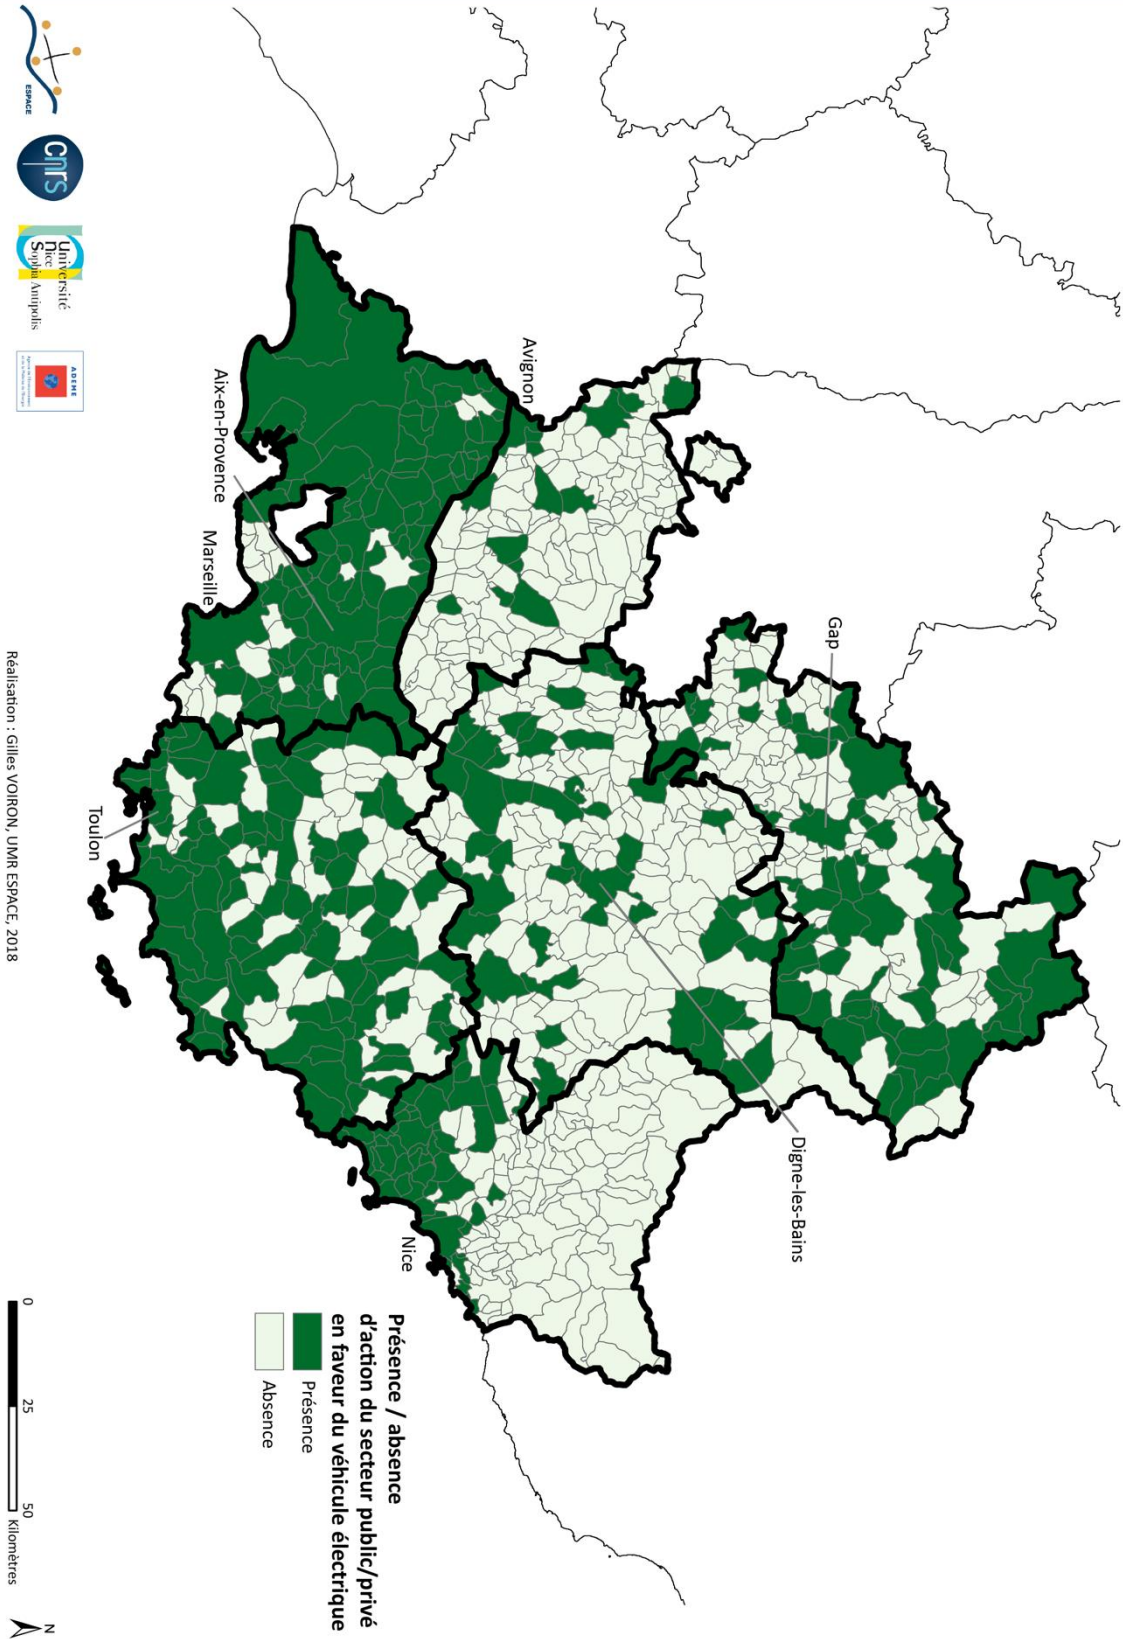 Gap
Digne-les-Bains
Avignon
Aix-en-Provence
Marseille
Toulon
Nice
Présence / absence
d'action du secteur public/privé
en faveur du véhicule électrique
Présence
Absence
0 25 50 Kilomètres
N
ESPACE
cnrs
Université
nice
Sophia Antipolis
ADEME
Réalisation : Gilles VOIRON, UMR ESPACE, 2018